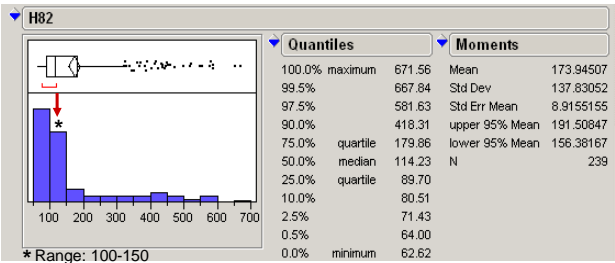 H82
*
100 200 300 400 500 600 700
* Range: 100-150
Quantiles
100.0% maximum 671.56
99.5% 667.84
97.5% 581.63
90.0% 418.31
75.0% quartile 179.86
50.0% median 114.23
25.0% quartile 89.70
10.0% 80.51
2.5% 71.43
0.5% 64.00
0.0% minimum 62.62
Moments
Mean 173.94507
Std Dev 137.83052
Std Err Mean 8.9155155
upper 95% Mean 191.50847
lower 95% Mean 156.38167
N 239